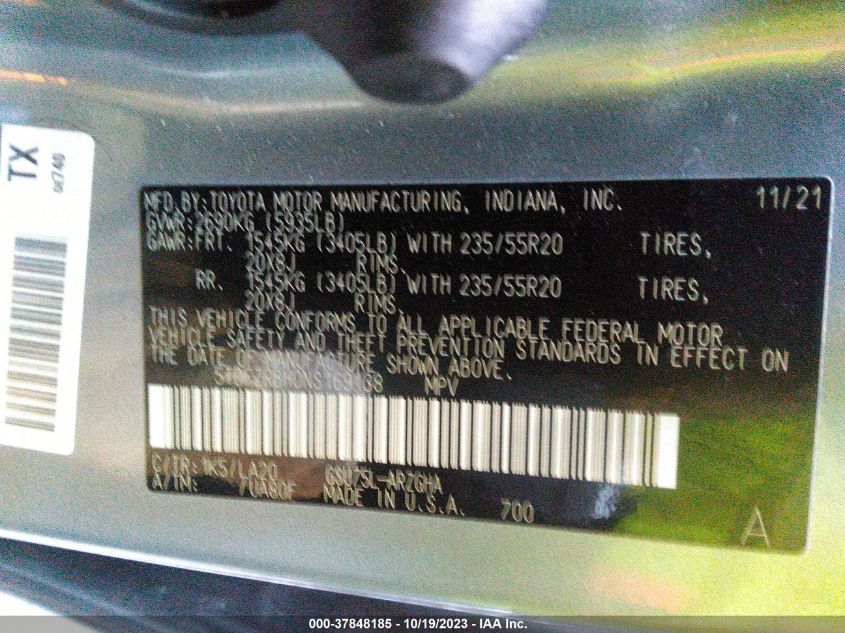 TX
MFD.BY:TOYOTA MOTOR MANUFACTURING, INDIANA, INC. 11/21
GVWR:2690KG (5935LB)
GAWR:FRT. 1545KG (3405LB) WITH 235/55R20 TIRES,
20X8J RIMS.
RR. 1545KG (3405LB) WITH 235/55R20 TIRES,
20X8J RIMS.
THIS VEHICLE CONFORMS TO ALL APPLICABLE FEDERAL MOTOR
VEHICLE SAFETY AND THEFT PREVENTION STANDARDS IN EFFECT ON
THE DATE OF MANUFACTURE SHOWN ABOVE.
MPV
C/TR:1K5/LA20 GSU75L-ARZGHA
A/TM: /UA80F MADE IN U.S.A. 700
A
000-37848185 - 10/19/2023 - IAA Inc.